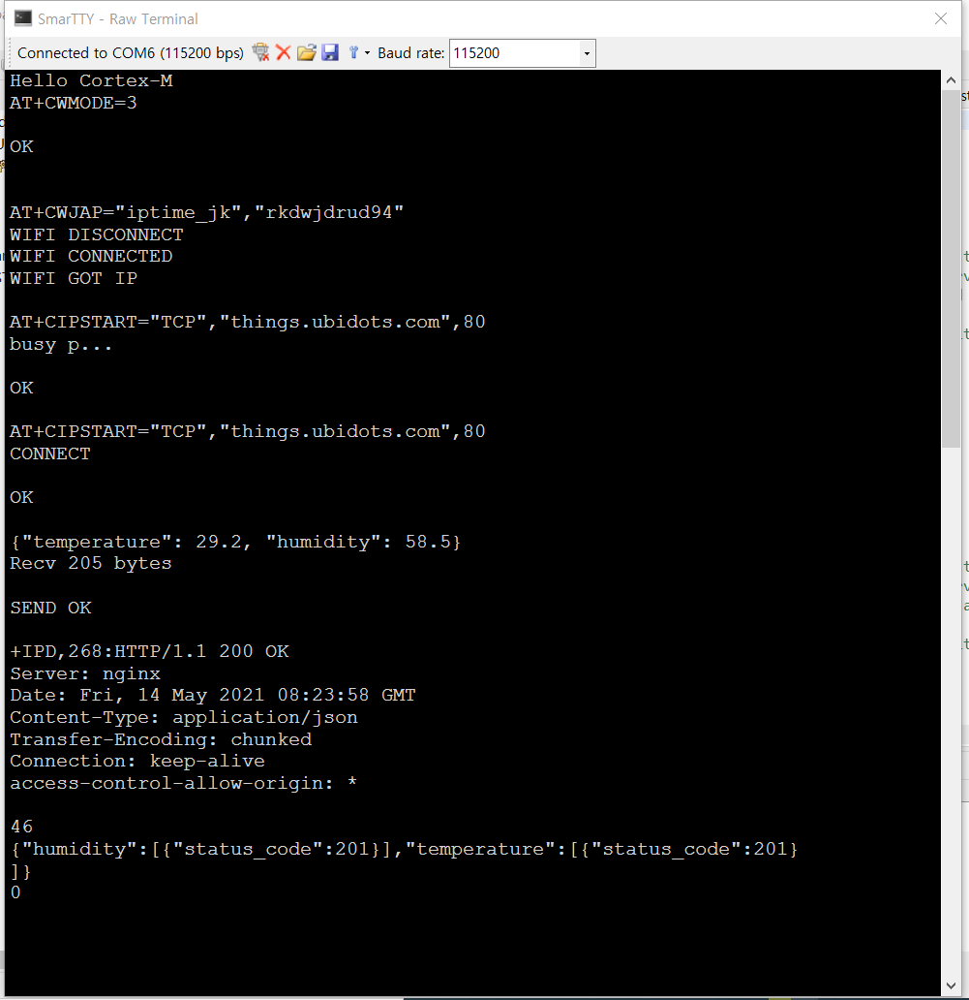 SmarTTY - Raw Terminal
Connected to COM6 (115200 bps) Baud rate: 115200
Hello Cortex-M
AT+CWMODE=3
OK
AT+CWJAP="iptime_jk","rkdwjdrud94"
WIFI DISCONNECT
WIFI CONNECTED
WIFI GOT IP
AT+CIPSTART="TCP","things.ubidots.com",80
busy p...
OK
AT+CIPSTART="TCP","things.ubidots.com",80
CONNECT
OK
{"temperature": 29.2, "humidity": 58.5}
Recv 205 bytes
SEND OK
+IPD,268:HTTP/1.1 200 OK
Server: nginx
Date: Fri, 14 May 2021 08:23:58 GMT
Content-Type: application/json
Transfer-Encoding: chunked
Connection: keep-alive
access-control-allow-origin: *
46
{"humidity":[{"status_code":201}],"temperature":[{"status_code":201}
]}
0